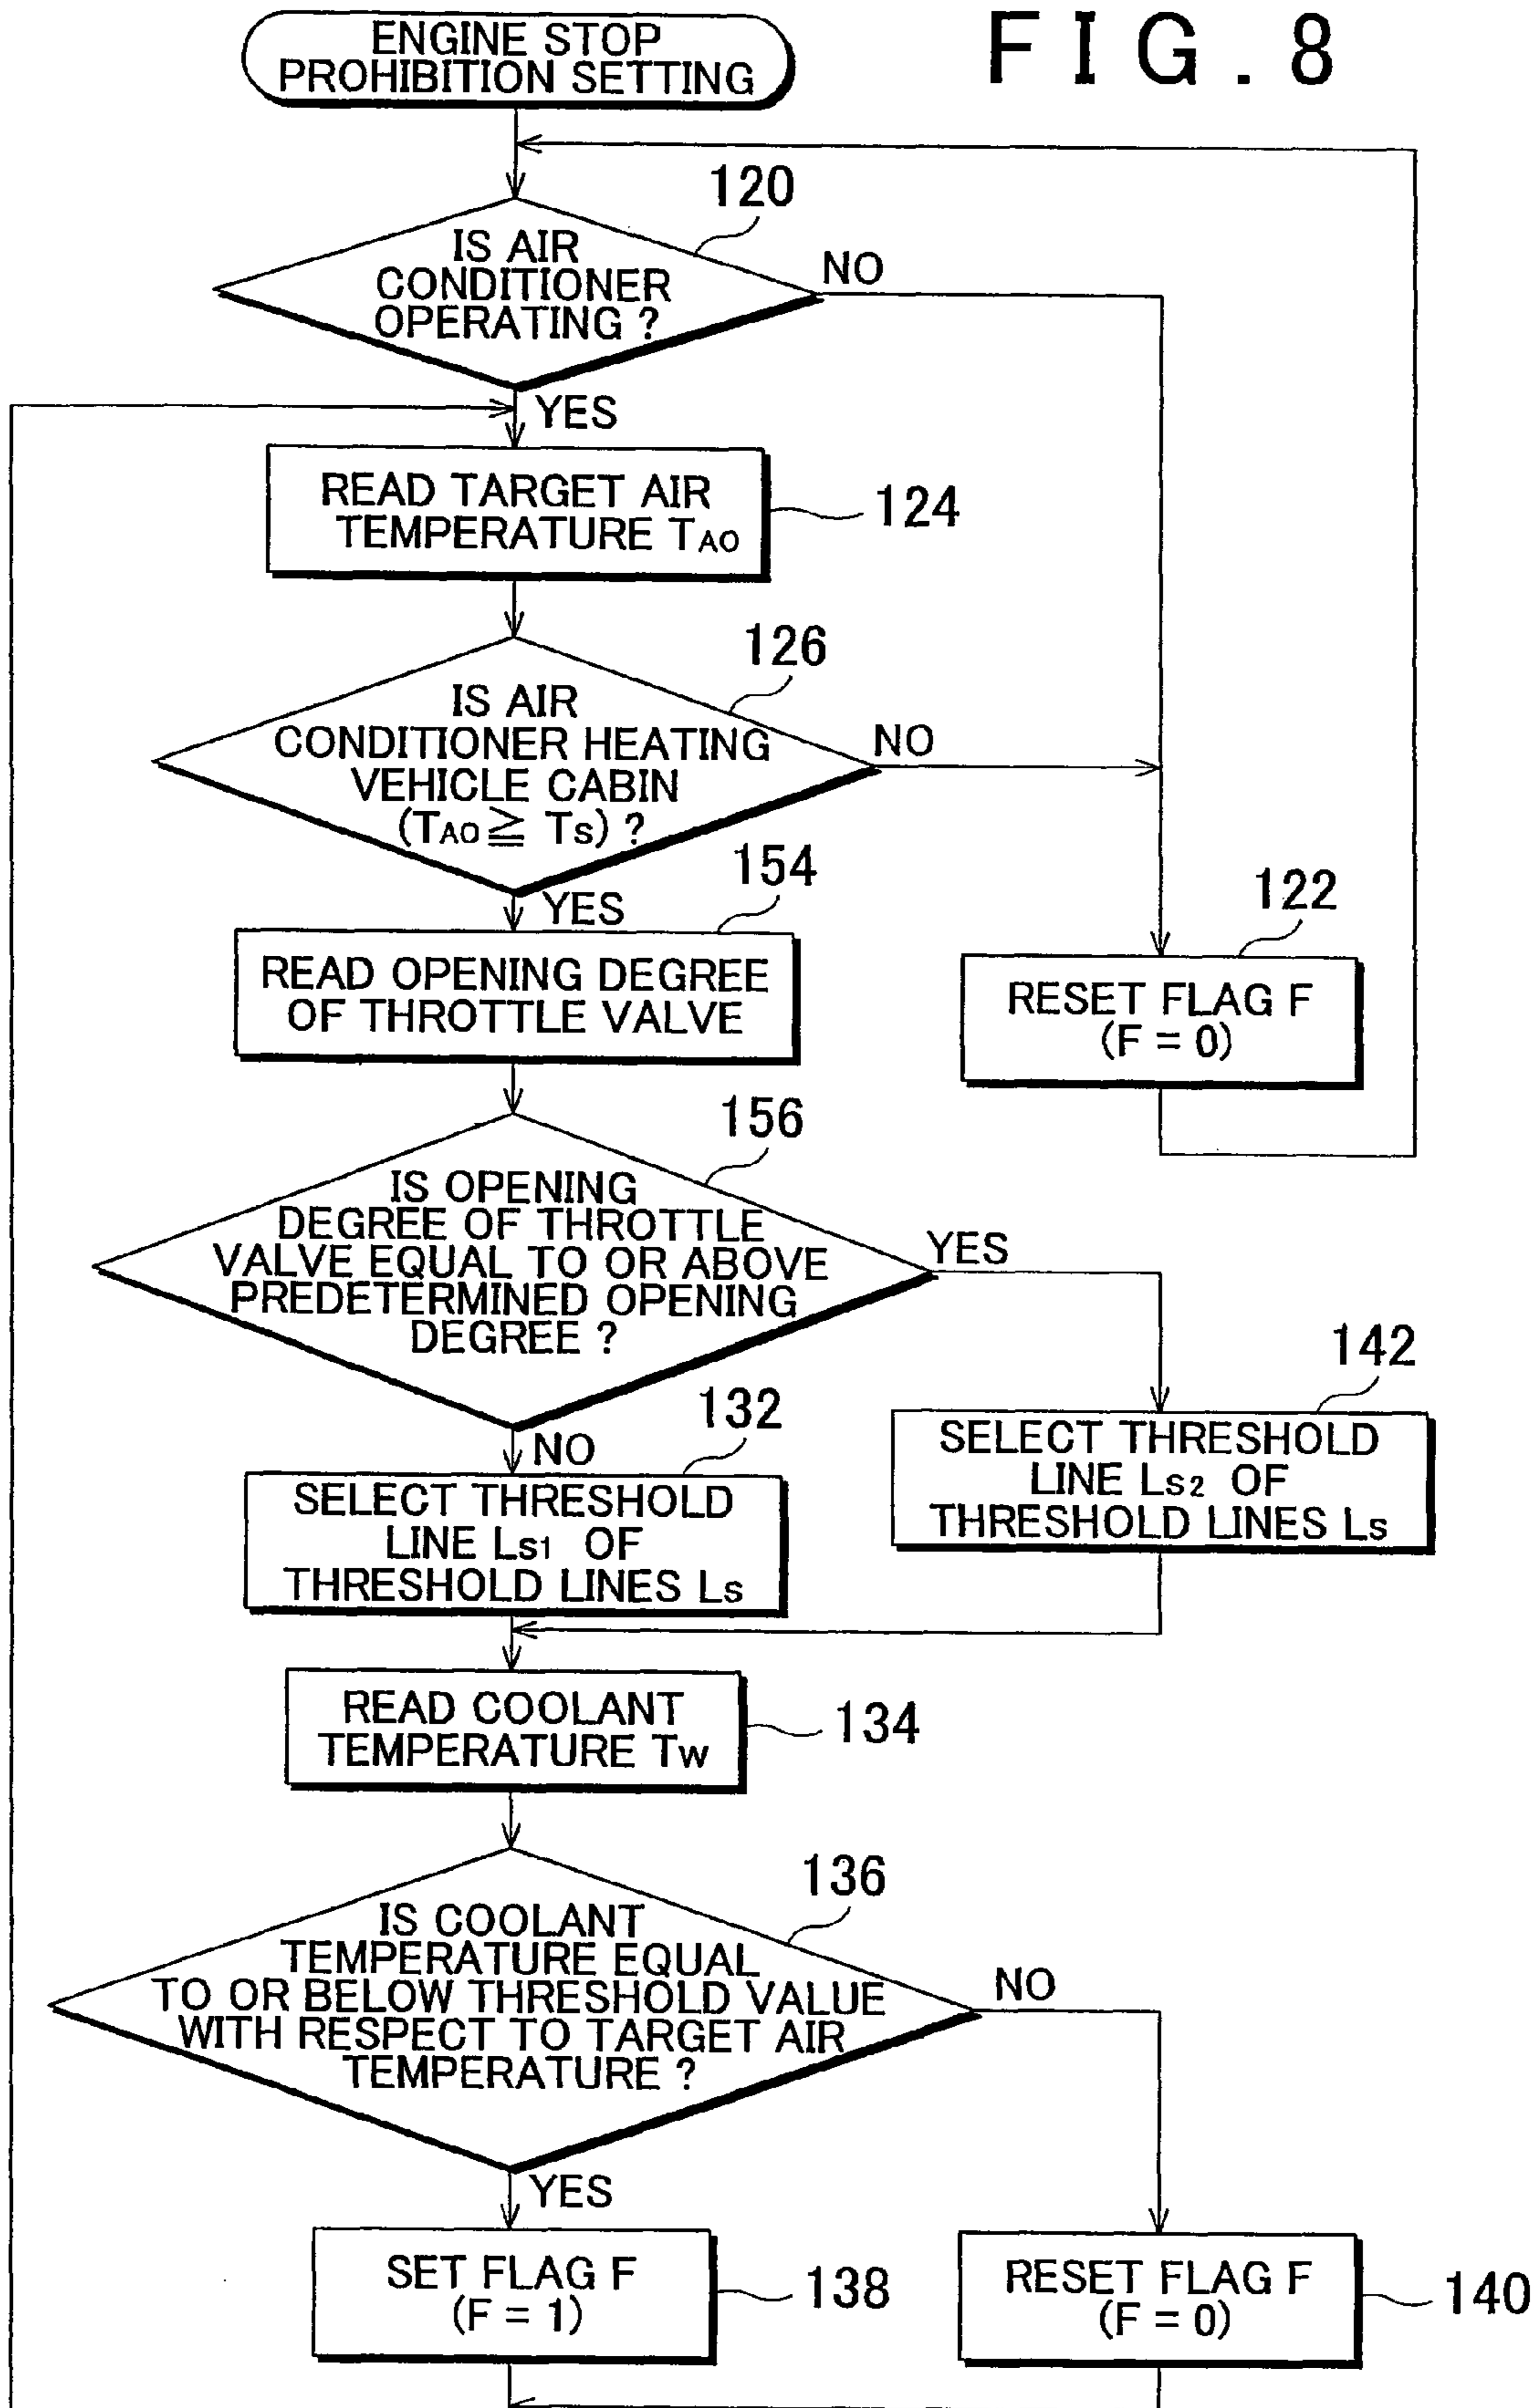 FIG. 8
ENGINE STOP
PROHIBITION SETTING
120
IS AIR
CONDITIONER
OPERATING ?
NO
YES
READ TARGET AIR
TEMPERATURE TAO
124
126
IS AIR
CONDITIONER HEATING
VEHICLE CABIN
(TAO ≧ Ts) ?
NO
YES
154
READ OPENING DEGREE
OF THROTTLE VALVE
122
RESET FLAG F
(F = 0)
156
IS OPENING
DEGREE OF THROTTLE
VALVE EQUAL TO OR ABOVE
PREDETERMINED OPENING
DEGREE ?
YES
NO
132
SELECT THRESHOLD
LINE Ls1 OF
THRESHOLD LINES Ls
142
SELECT THRESHOLD
LINE Ls2 OF
THRESHOLD LINES Ls
READ COOLANT
TEMPERATURE Tw
134
136
IS COOLANT
TEMPERATURE EQUAL
TO OR BELOW THRESHOLD VALUE
WITH RESPECT TO TARGET AIR
TEMPERATURE ?
NO
YES
SET FLAG F
(F = 1)
138
RESET FLAG F
(F = 0)
140